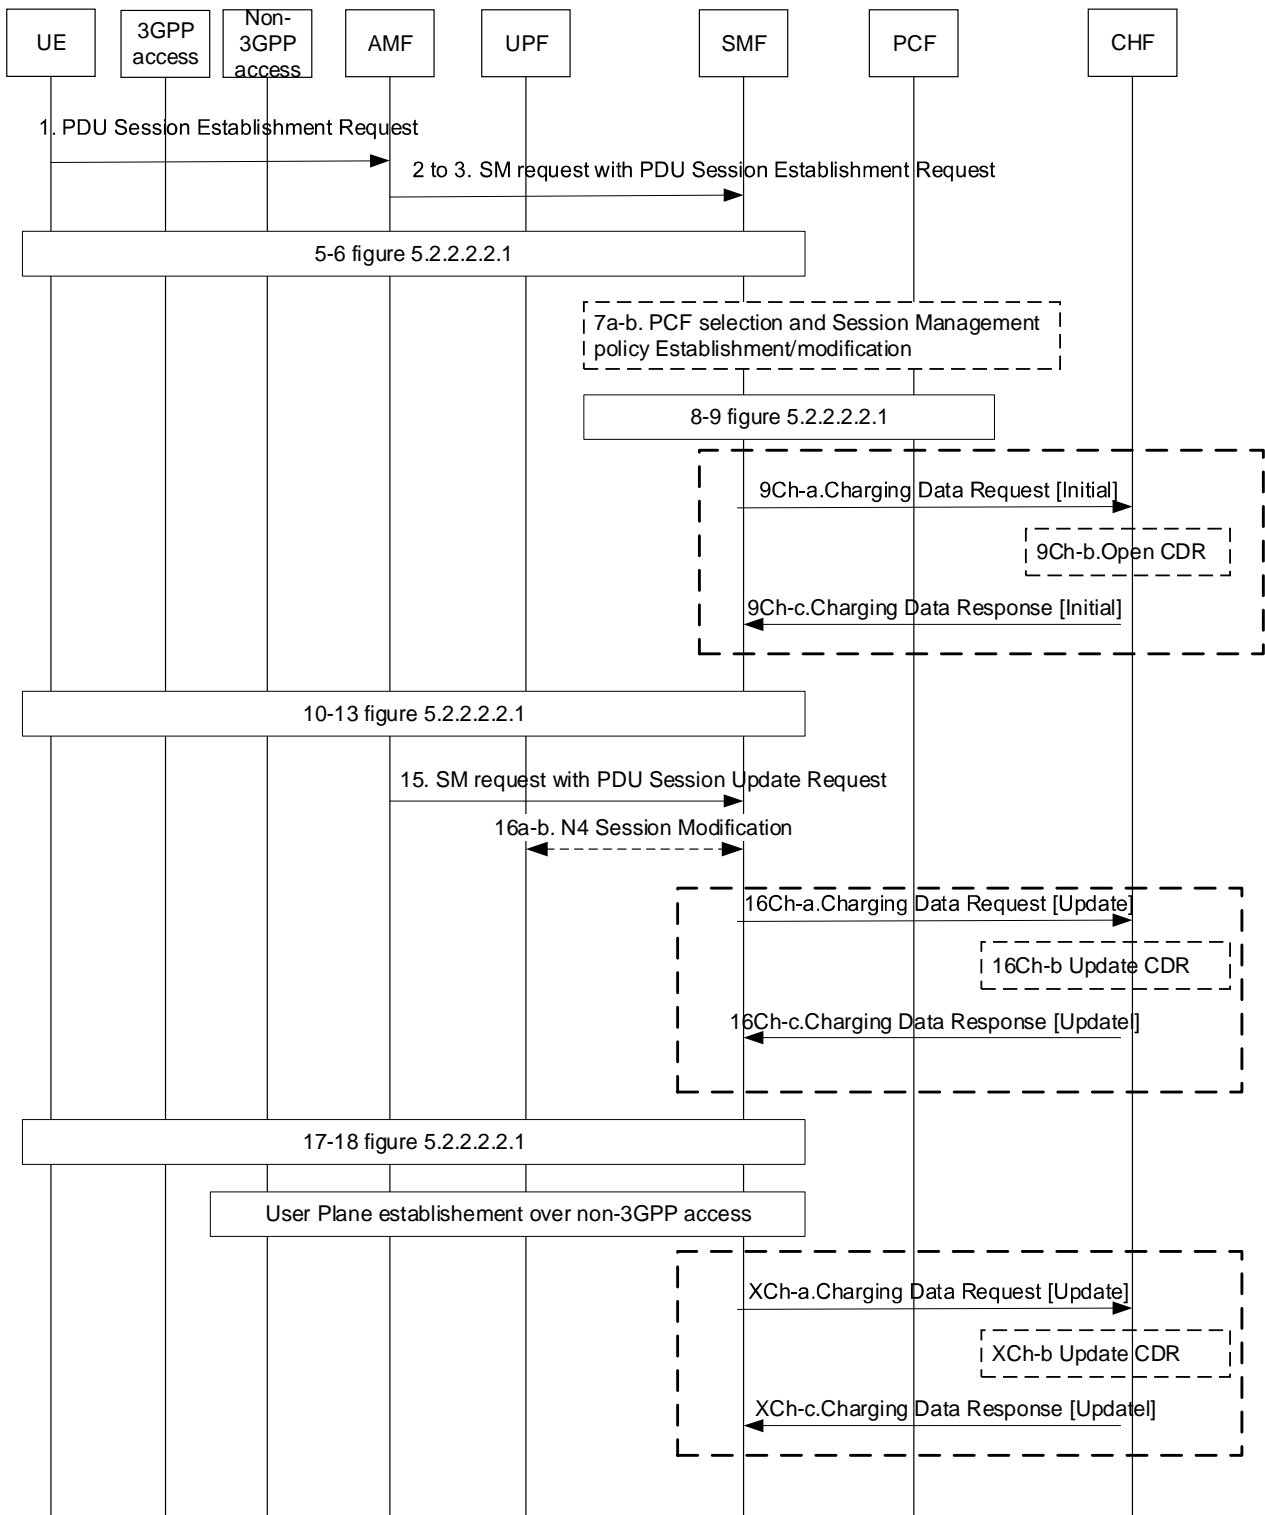 UE
3GPP
access
Non-
3GPP
access
AMF
UPF
SMF
PCF
CHF
1. PDU Session Establishment Request
2 to 3. SM request with PDU Session Establishment Request
5-6 figure 5.2.2.2.2.1
7a-b. PCF selection and Session Management
policy Establishment/modification
8-9 figure 5.2.2.2.2.1
9Ch-a.Charging Data Request [Initial]
9Ch-b.Open CDR
9Ch-c.Charging Data Response [Initial]
10-13 figure 5.2.2.2.2.1
15. SM request with PDU Session Update Request
16a-b. N4 Session Modification
16Ch-a.Charging Data Request [Update]
16Ch-b Update CDR
16Ch-c.Charging Data Response [Updatel]
17-18 figure 5.2.2.2.2.1
User Plane establishement over non-3GPP access
XCh-a.Charging Data Request [Update]
XCh-b Update CDR
XCh-c.Charging Data Response [Updatel]